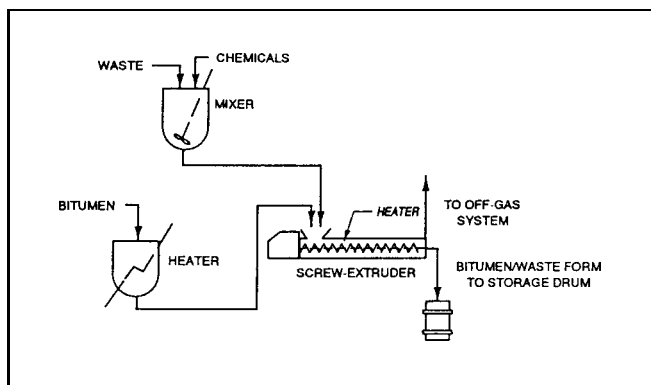 WASTE
CHEMICALS
MIXER
BITUMEN
HEATER
HEATER
TO OFF-GAS
SYSTEM
SCREW-EXTRUDER
BITUMEN/WASTE FORM
TO STORAGE DRUM